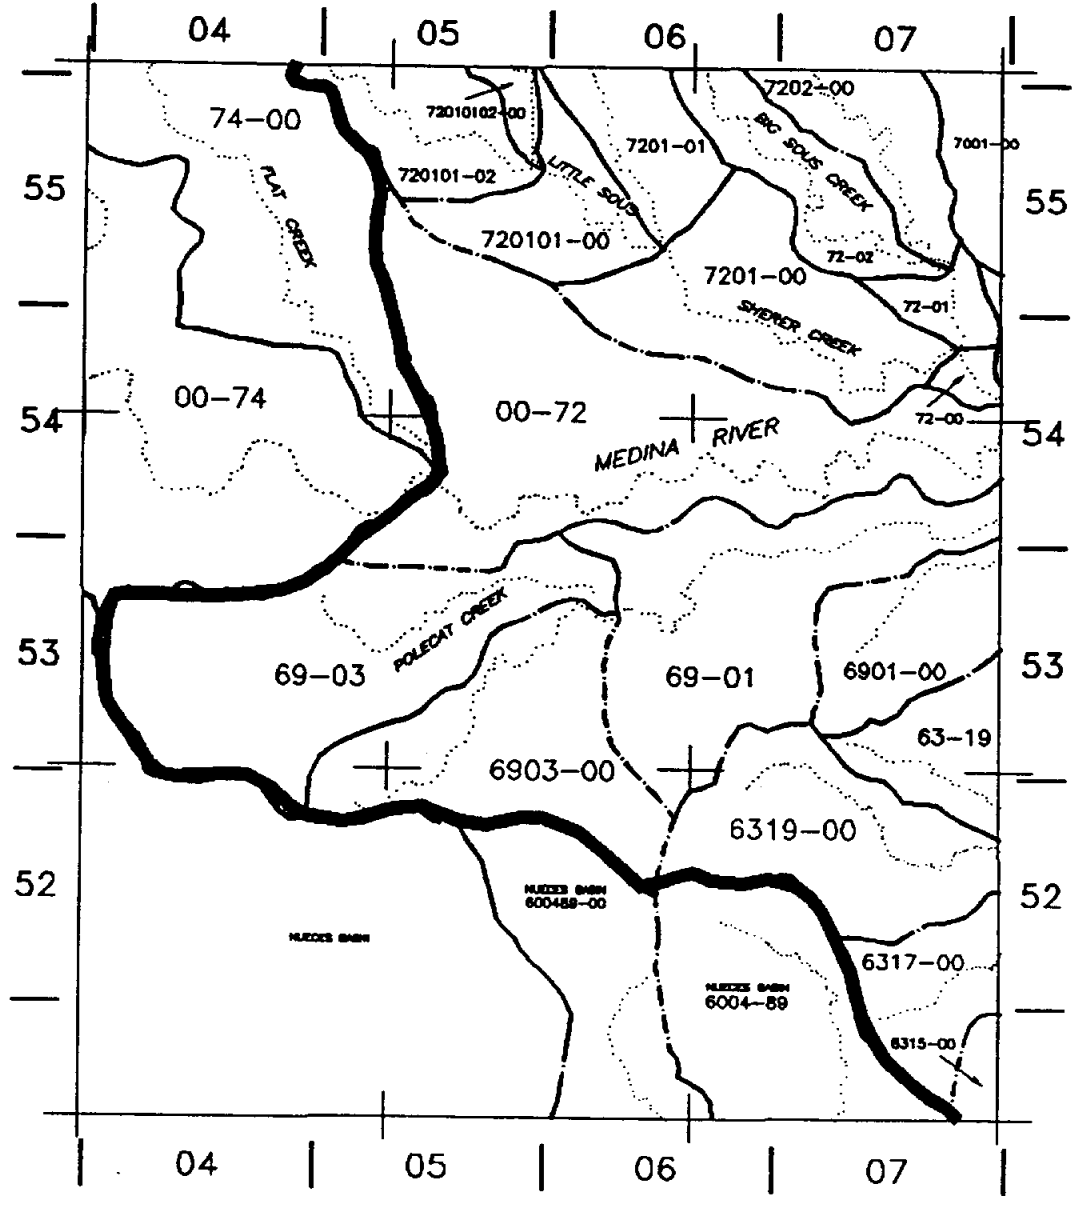 04 05 06 07
7202-00
74-00
72010102-00
BIG SOUS CREEK
7201-01
7001-00
LITTLE SOUS
720101-02
FLAT CREEK
55 55
720101-00
72-02
7201-00
72-01
SHERER CREEK
00-74
00-72
72-00
54 54
MEDINA RIVER
POLECAT CREEK
53 53
69-03
69-01
6901-00
63-19
6903-00
6319-00
52 52
NUECES BASIN
600489-00
NUECES BASIN
6317-00
NUECES BASIN
6004-89
6315-00
04 05 06 07